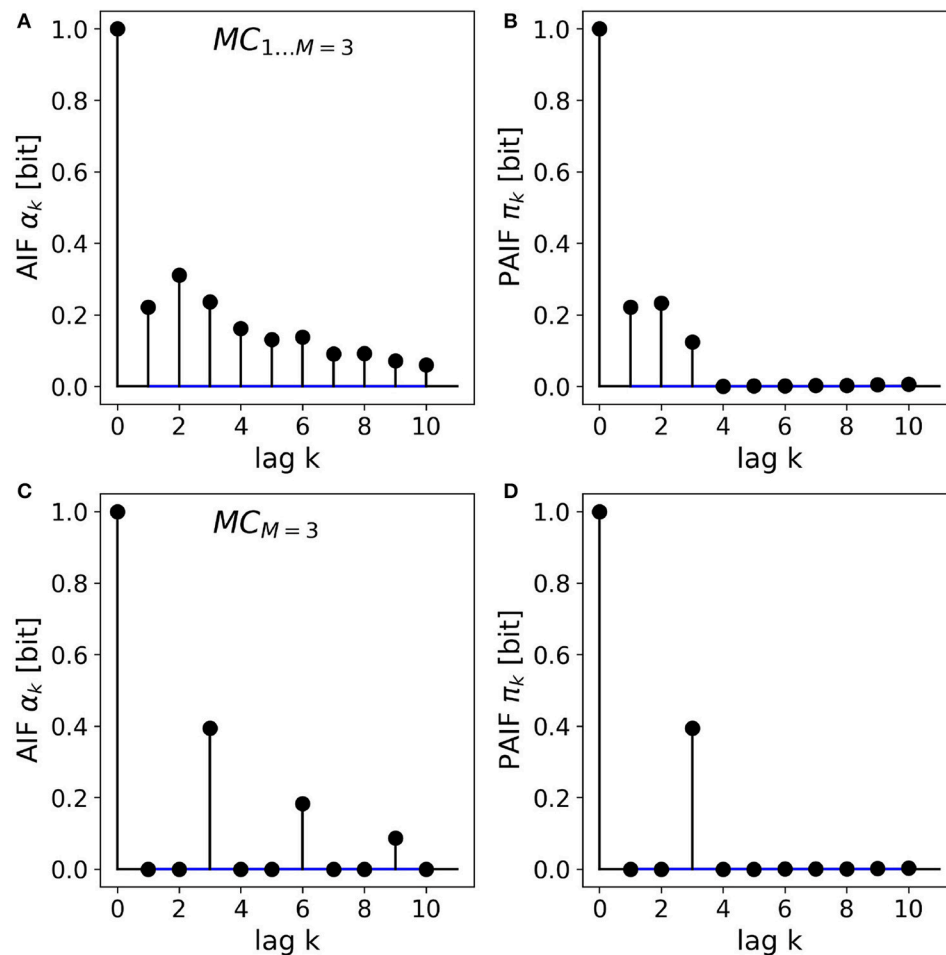 A
MC₁...M = 3
AIF αₖ [bit]
1.0
0.8
0.6
0.4
0.2
0.0
0 2 4 6 8 10
lag k
B
PAIF πₖ [bit]
1.0
0.8
0.6
0.4
0.2
0.0
0 2 4 6 8 10
lag k
C
MC_M = 3
AIF αₖ [bit]
1.0
0.8
0.6
0.4
0.2
0.0
0 2 4 6 8 10
lag k
D
PAIF πₖ [bit]
1.0
0.8
0.6
0.4
0.2
0.0
0 2 4 6 8 10
lag k